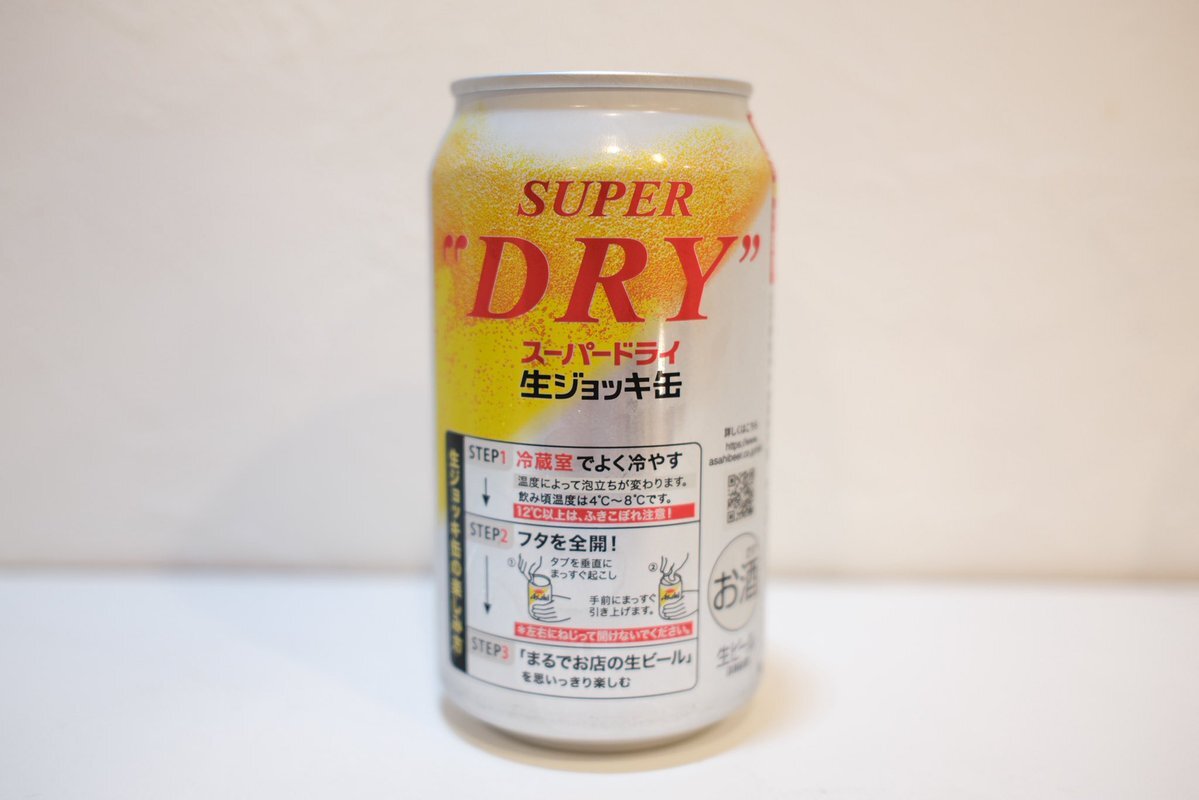 SUPER
“DRY”
スーパードライ
生ジョッキ缶
生ジョッキ缶の楽しみ方
STEP1 冷蔵室でよく冷やす
温度によって泡立ちが変わります。
飲み頃温度は4℃～8℃です。
12℃以上は、ふきこぼれ注意!
STEP2 フタを全開!
① タブを垂直に
まっすぐ起こし
②
手前にまっすぐ
引き上げます。
＊左右にねじって開けないでください。
STEP3 「まるでお店の生ビール」
を思いっきり楽しむ
詳しくはこちら
https://www.
asahibeer.co.jp
お酒
生ビール